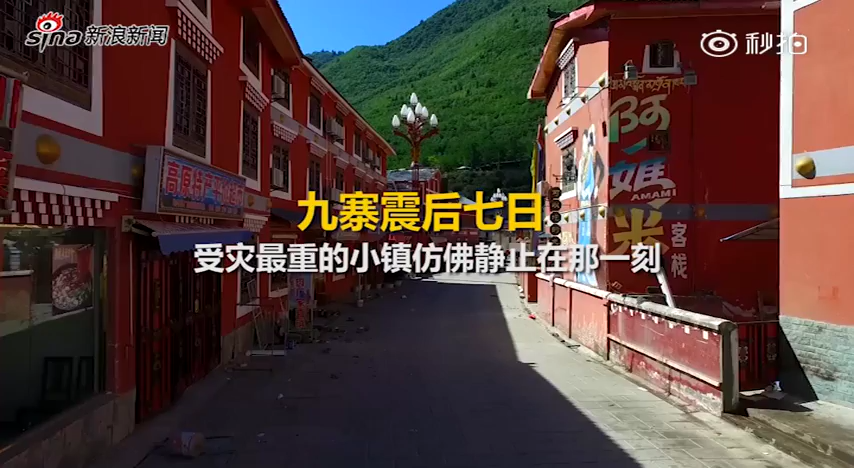 sina 新浪新闻
秒拍
阿
AMAMI
米
客
栈
九寨震后七日
受灾最重的小镇仿佛静止在那一刻